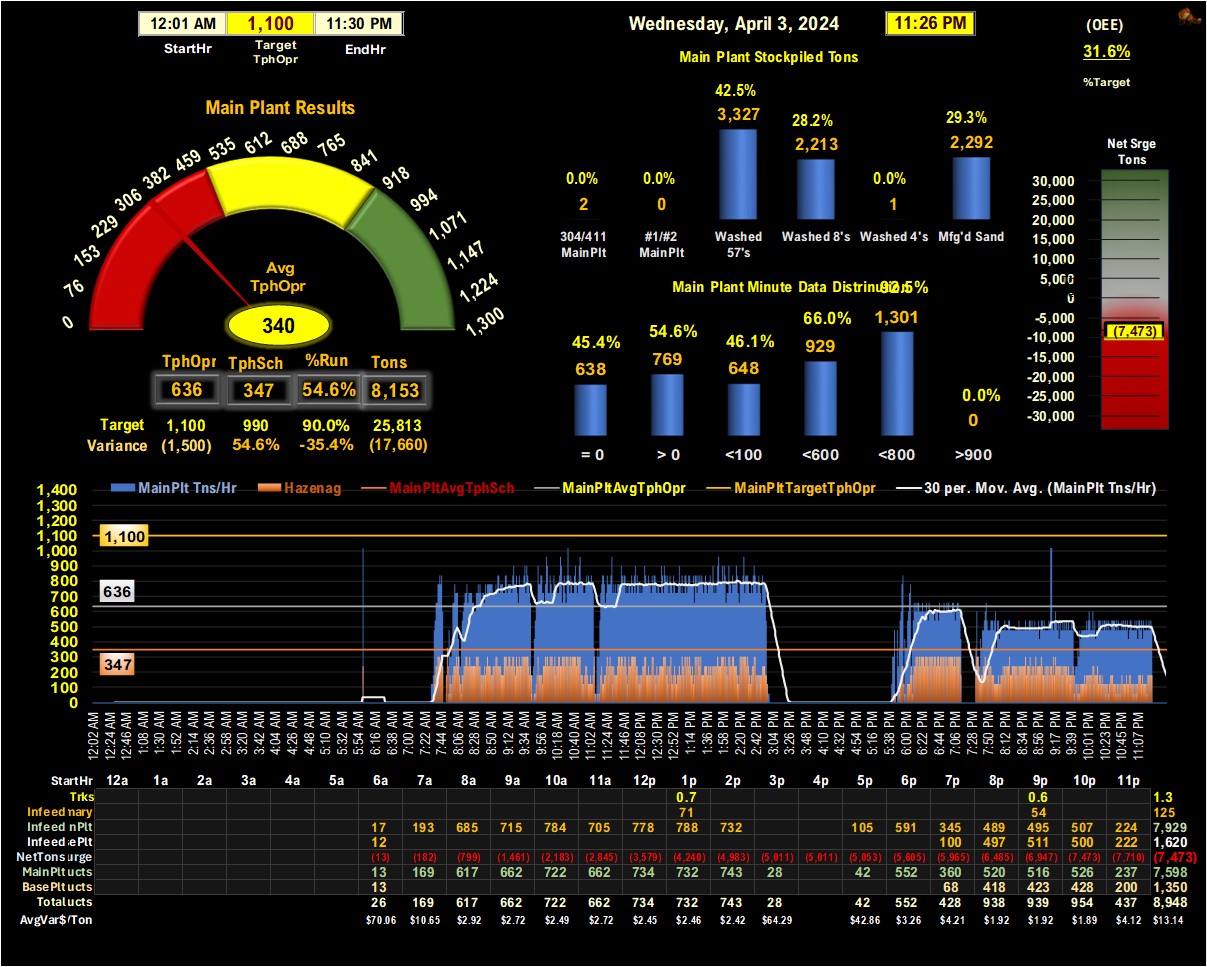 12:01 AM 1,100 11:30 PM
StartHr Target TphOpr EndHr
Wednesday, April 3, 2024 11:26 PM
(OEE)
31.6%
%Target
Main Plant Stockpiled Tons
42.5%
3,327
28.2%
2,213
29.3%
2,292
0.0% 0.0% 0.0%
2 0 1
304/411 MainPlt #1/#2 MainPlt Washed 57's Washed 8's Washed 4's Mfg'd Sand
Main Plant Results
0 76 153 229 306 382 459 535 612 688 765 841 918 994 1,071 1,147 1,224 1,300
Avg
TphOpr
340
TphOpr TphSch %Run Tons
636 347 54.6% 8,153
Target 1,100 990 90.0% 25,813
Variance (1,500) 54.6% -35.4% (17,660)
Net Srge
Tons
30,000
25,000
20,000
15,000
10,000
5,000
0
-5,000
-10,000
-15,000
-20,000
-25,000
-30,000
(7,473)
Main Plant Minute Data
45.4% 54.6% 46.1% 66.0% 92.5% 0.0%
638 769 648 929 1,301 0
= 0 > 0 <100 <600 <800 >900
MainPlt Tns/Hr Hazenag MainPltAvgTphSch MainPltAvgTphOpr MainPltTargetTphOpr 30 per. Mov. Avg. (MainPlt Tns/Hr)
1,400
1,300
1,200
1,100
1,000
900
800
700
600
500
400
300
200
100
0
1,100
636
347
12:02 AM 12:24 AM 12:46 AM 1:08 AM 1:30 AM 1:52 AM 2:14 AM 2:36 AM 2:58 AM 3:20 AM 3:42 AM 4:04 AM 4:26 AM 4:48 AM 5:10 AM 5:32 AM 5:54 AM 6:16 AM 6:38 AM 7:00 AM 7:22 AM 7:44 AM 8:06 AM 8:28 AM 8:50 AM 9:12 AM 9:34 AM 9:56 AM 10:18 AM 10:40 AM 11:02 AM 11:24 AM 11:46 AM 12:08 PM 12:30 PM 12:52 PM 1:14 PM 1:36 PM 1:58 PM 2:20 PM 2:42 PM 3:04 PM 3:26 PM 3:48 PM 4:10 PM 4:32 PM 4:54 PM 5:16 PM 5:38 PM 6:00 PM 6:22 PM 6:44 PM 7:06 PM 7:28 PM 7:50 PM 8:12 PM 8:34 PM 8:56 PM 9:17 PM 9:39 PM 10:01 PM 10:23 PM 10:45 PM 11:07 PM
StartHr 12a 1a 2a 3a 4a 5a 6a 7a 8a 9a 10a 11a 12p 1p 2p 3p 4p 5p 6p 7p 8p 9p 10p 11p
Trks 0.7 0.6 1.3
Infeed mary 71 54 125
Infeed nPlt 17 193 685 715 784 705 778 788 732 105 591 345 489 495 507 224 7,929
Infeed ePlt 12 100 497 511 500 222 1,620
NetTons urge (13) (182) (799) (1,461) (2,183) (2,845) (3,579) (4,240) (4,983) (5,011) (5,011) (5,053) (5,605) (5,965) (6,485) (6,947) (7,473) (7,710) (7,473)
MainPlt ucts 13 169 617 662 722 662 734 732 743 28 42 552 360 520 516 526 237 7,598
BasePlt ucts 13 68 418 423 428 200 1,350
Total ucts 26 169 617 662 722 662 734 732 743 28 42 552 428 938 939 954 437 8,948
AvgVar$/Ton $70.06 $10.65 $2.92 $2.72 $2.49 $2.72 $2.45 $2.46 $2.42 $64.29 $42.86 $3.26 $4.21 $1.92 $1.92 $1.89 $4.12 $13.14